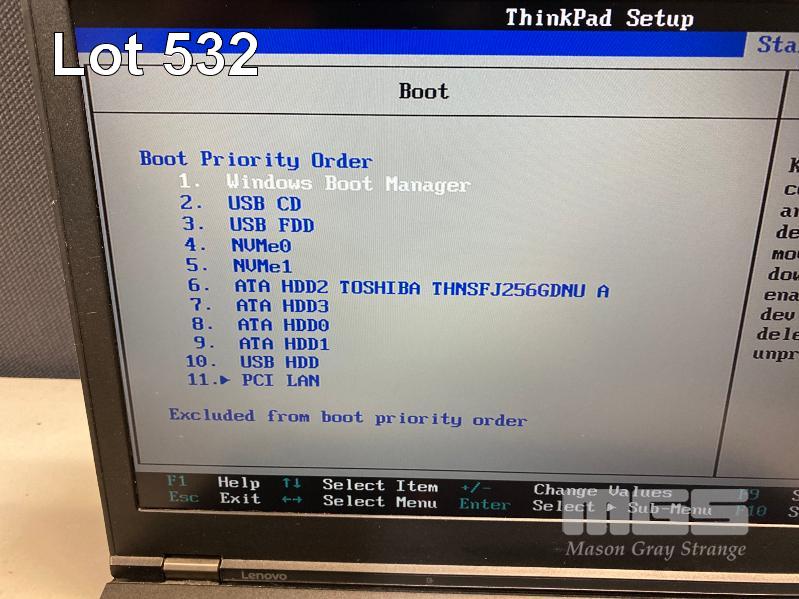 ThinkPad Setup
Lot 532
Boot
Boot Priority Order
1. Windows Boot Manager
2. USB CD
3. USB FDD
4. NVMe0
5. NVMe1
6. ATA HDD2 TOSHIBA THNSFJ256GDNU A
7. ATA HDD3
8. ATA HDD0
9. ATA HDD1
10. USB HDD
11.▶ PCI LAN
Excluded from boot priority order
F1 Help ↑↓ Select Item +/- Change Values F9
Esc Exit ←→ Select Menu Enter Select ▶ Sub-Menu F10
MGS
Mason Gray Strange
Lenovo